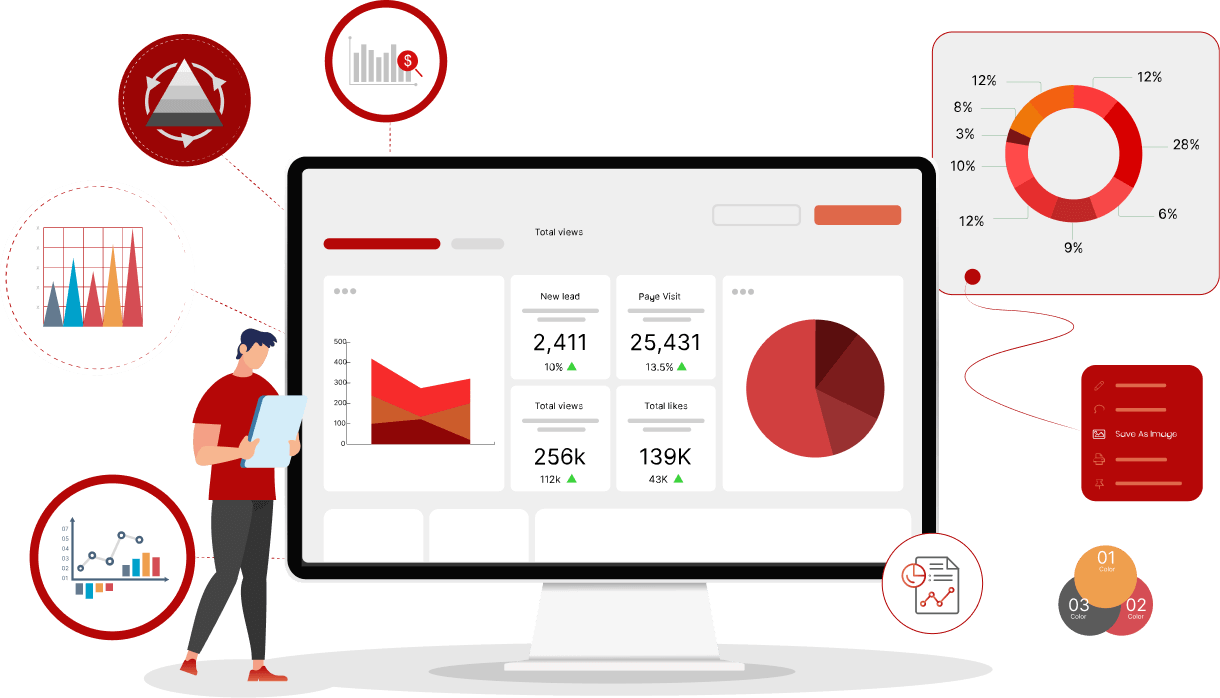 $
12%
12%
8%
3%
28%
10%
12%
6%
9%
Total views
New lead
2,411
10%
Page Visit
25,431
13.5%
500
400
300
200
100
0
Total views
256k
112k
Total likes
139K
43K
Save As Image
07
05
04
03
02
01
01
Color
03
Color
02
Color